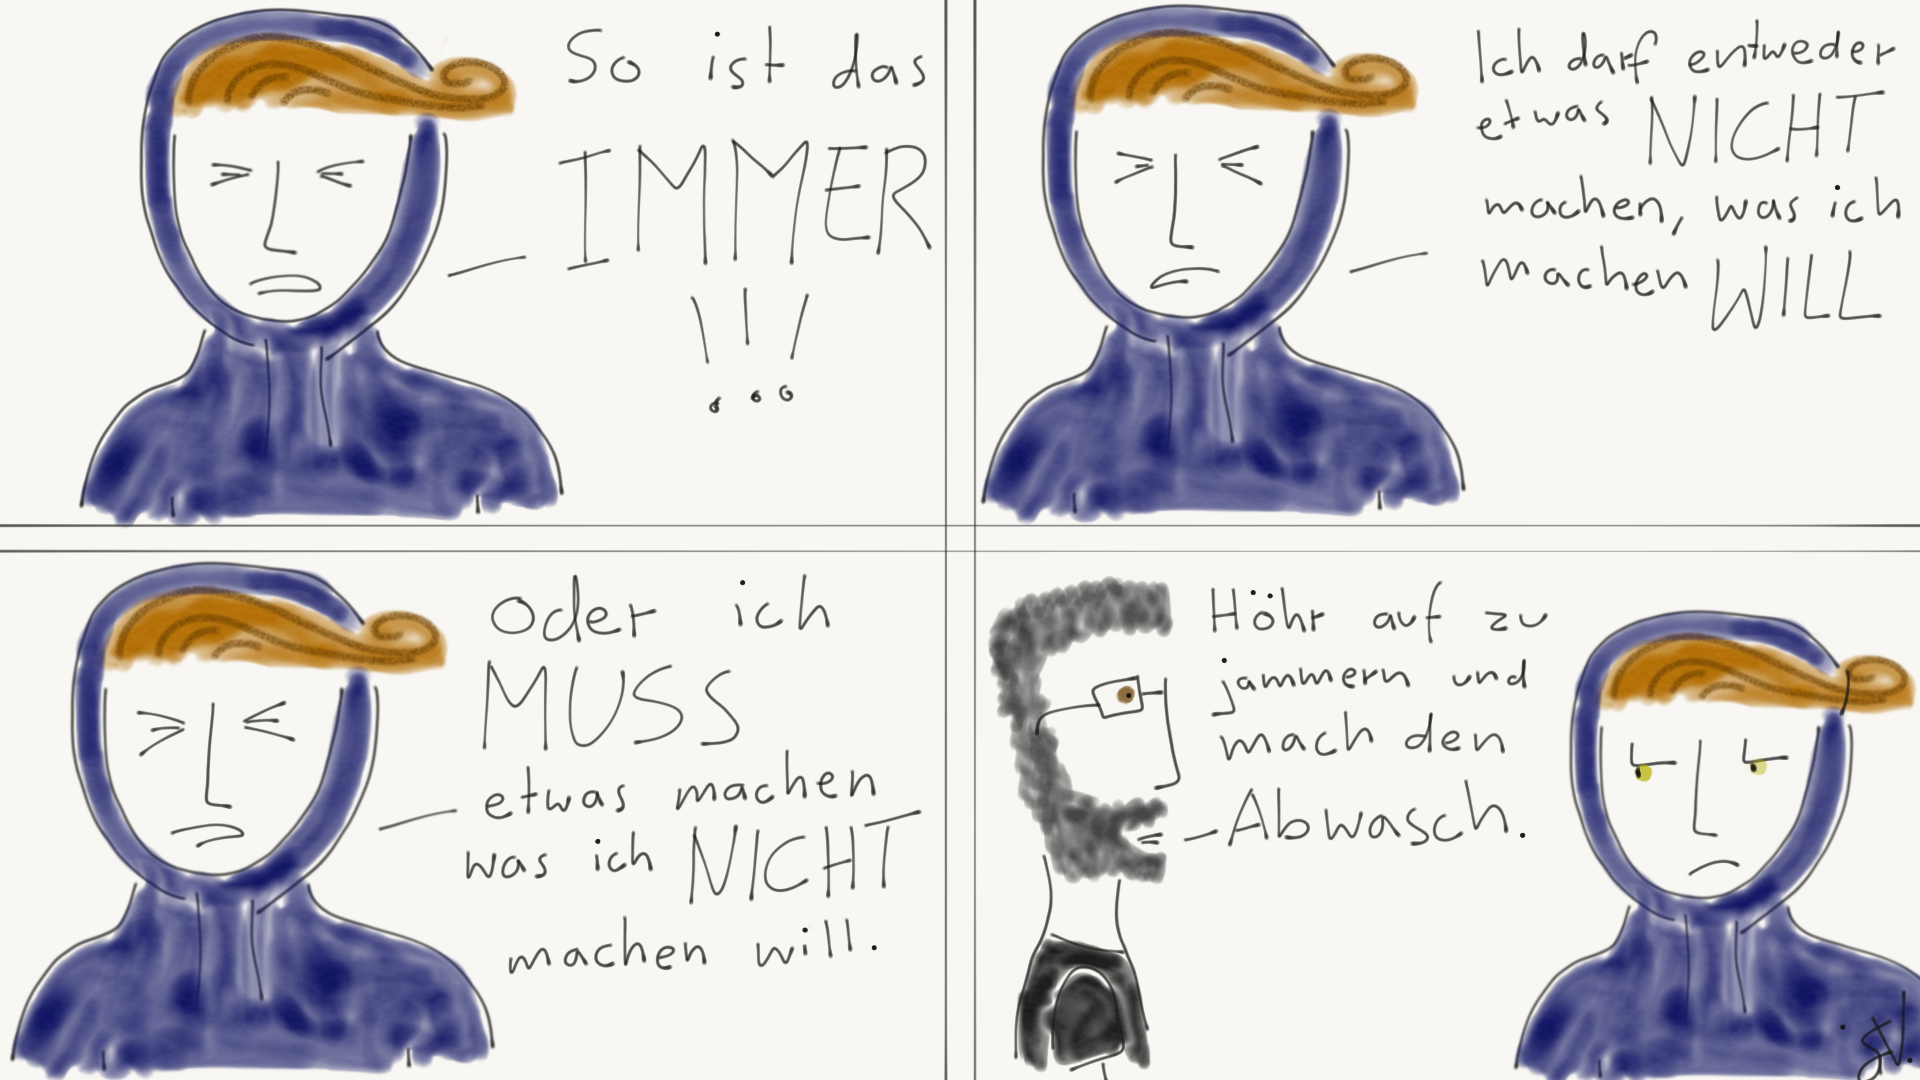 So ist das
IMMER
!!!
Ich darf entweder
etwas NICHT
machen, was ich
machen WILL
Oder ich
MUSS
etwas machen
was ich NICHT
machen will.
Höhr auf zu
jammern und
mach den
Abwasch.